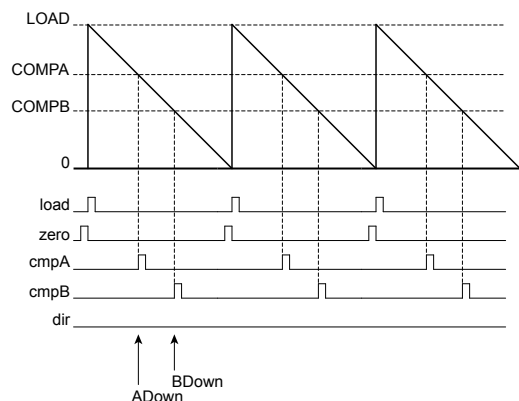 LOAD
COMPA
COMPB
0
load
zero
cmpA
cmpB
dir
BDown
ADown